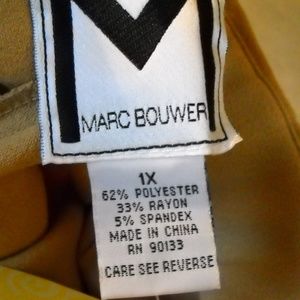 M
MARC BOUWER
1X
62% POLYESTER
33% RAYON
5% SPANDEX
MADE IN CHINA
RN 90133
CARE SEE REVERSE